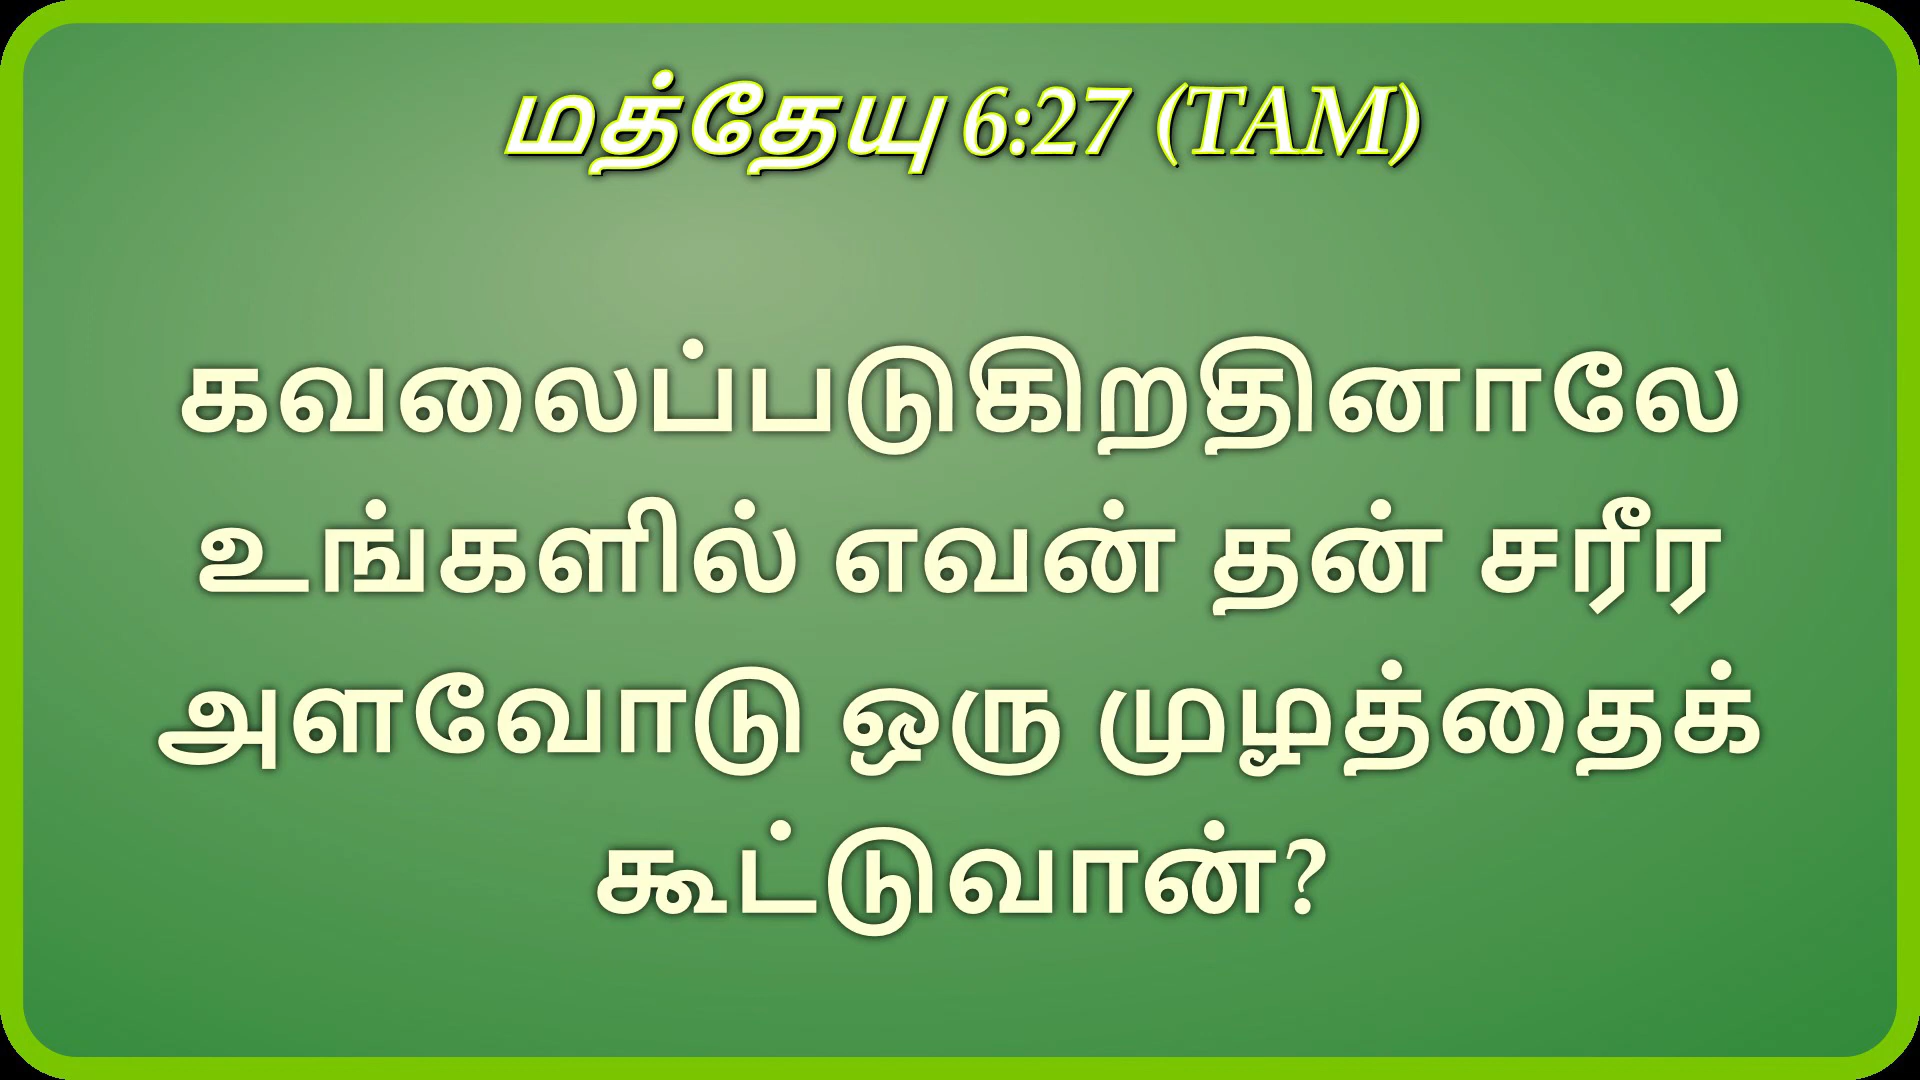 மத்தேயு 6:27 (TAM)
கவலைப்படுகிறதினாலே
உங்களில் எவன் தன் சரீர
அளவோடு ஒரு முழத்தைக்
கூட்டுவான்?